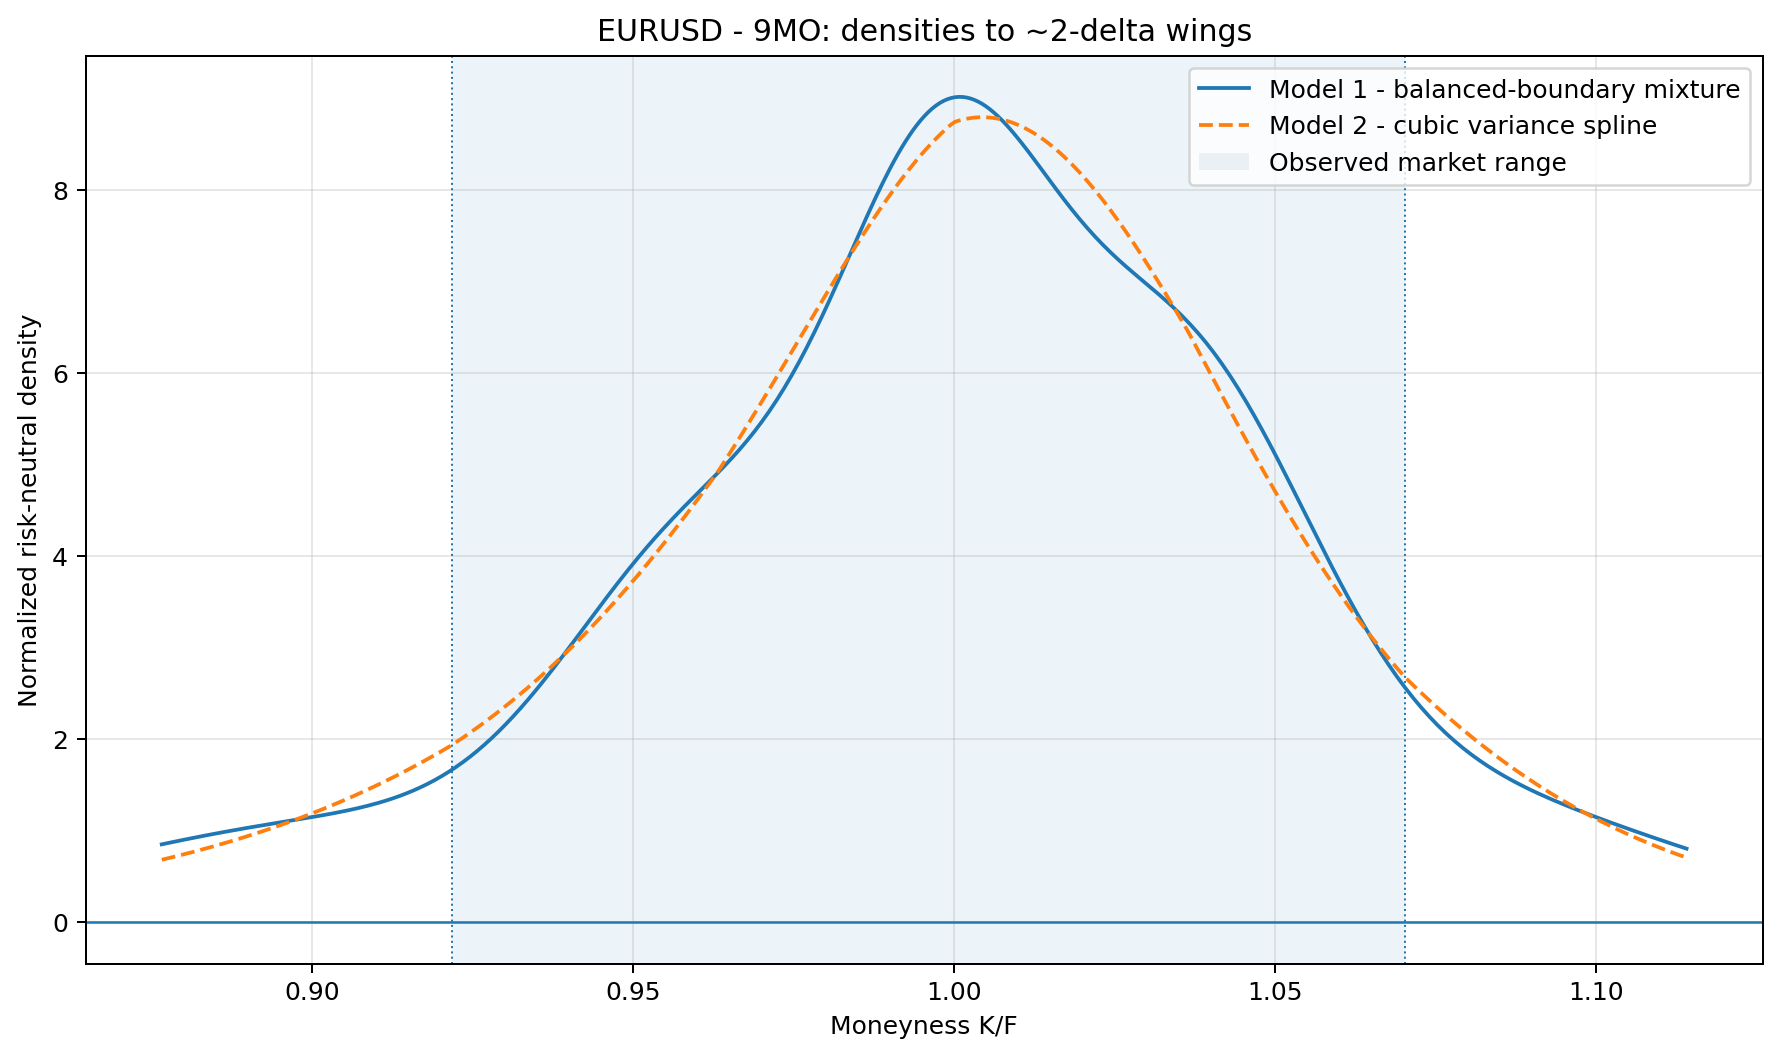 EURUSD - 9MO: densities to ~2-delta wings
Model 1 - balanced-boundary mixture
Model 2 - cubic variance spline
Observed market range
Normalized risk-neutral density
8
6
4
2
0
0.90 0.95 1.00 1.05 1.10
Moneyness K/F